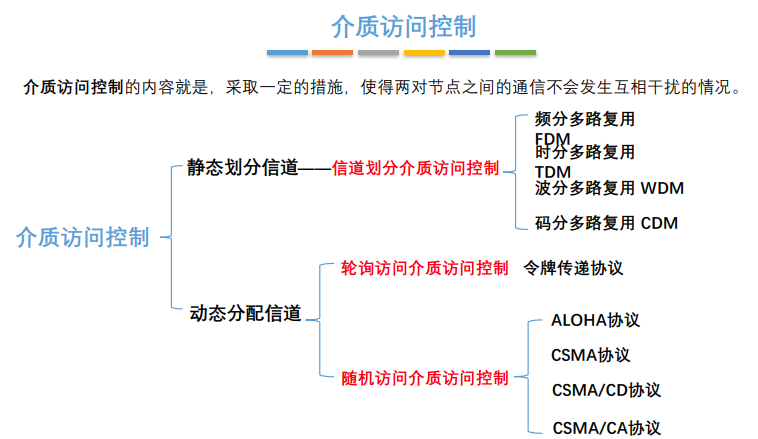 介质访问控制
介质访问控制的内容就是，采取一定的措施，使得两对节点之间的通信不会发生互相干扰的情况。
介质访问控制
静态划分信道——信道划分介质访问控制
频分多路复用
FDM
时分多路复用
TDM
波分多路复用 WDM
码分多路复用 CDM
动态分配信道
轮询访问介质访问控制 令牌传递协议
随机访问介质访问控制
ALOHA协议
CSMA协议
CSMA/CD协议
CSMA/CA协议